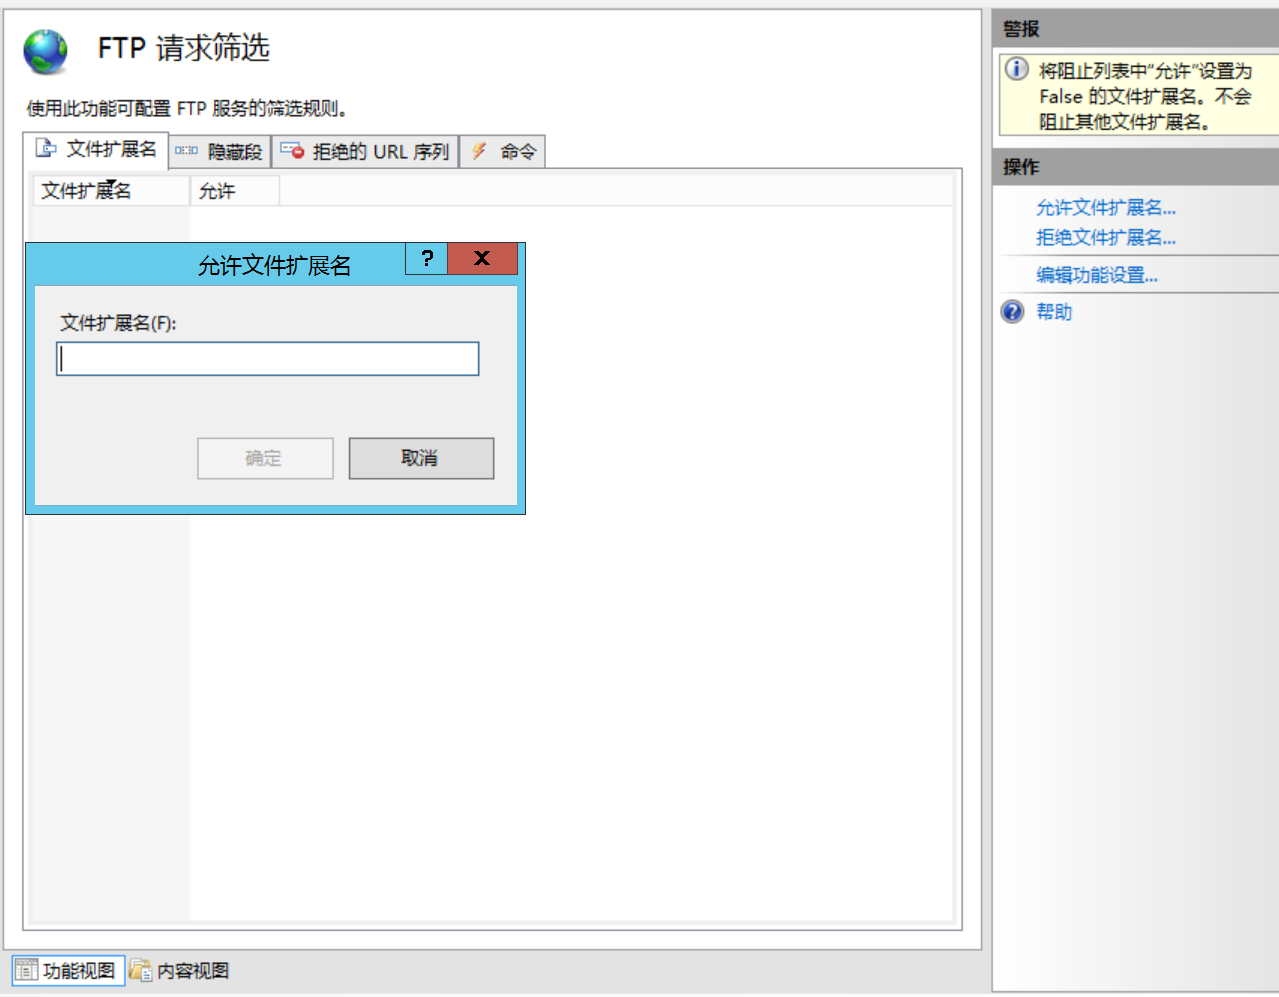 FTP 请求筛选
使用此功能可配置 FTP 服务的筛选规则。
文件扩展名
隐藏段
拒绝的 URL 序列
命令
文件扩展名
允许
允许文件扩展名
?
X
文件扩展名(F):
确定
取消
功能视图
内容视图
警报
将阻止列表中"允许"设置为
False 的文件扩展名。不会
阻止其他文件扩展名。
操作
允许文件扩展名...
拒绝文件扩展名...
编辑功能设置...
帮助